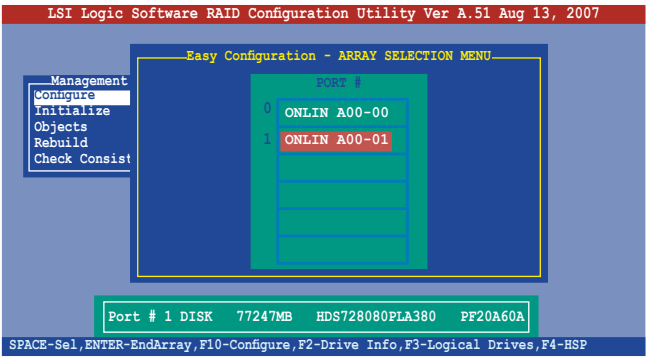 LSI Logic Software RAID Configuration Utility Ver A.51 Aug 13, 2007
Easy Configuration - ARRAY SELECTION MENU
Management
Configure
Initialize
Objects
Rebuild
Check Consist
PORT #
0 ONLIN A00-00
1 ONLIN A00-01
Port # 1 DISK 77247MB HDS728080PLA380 PF20A60A
SPACE-Sel,ENTER-EndArray,F10-Configure,F2-Drive Info,F3-Logical Drives,F4-HSP